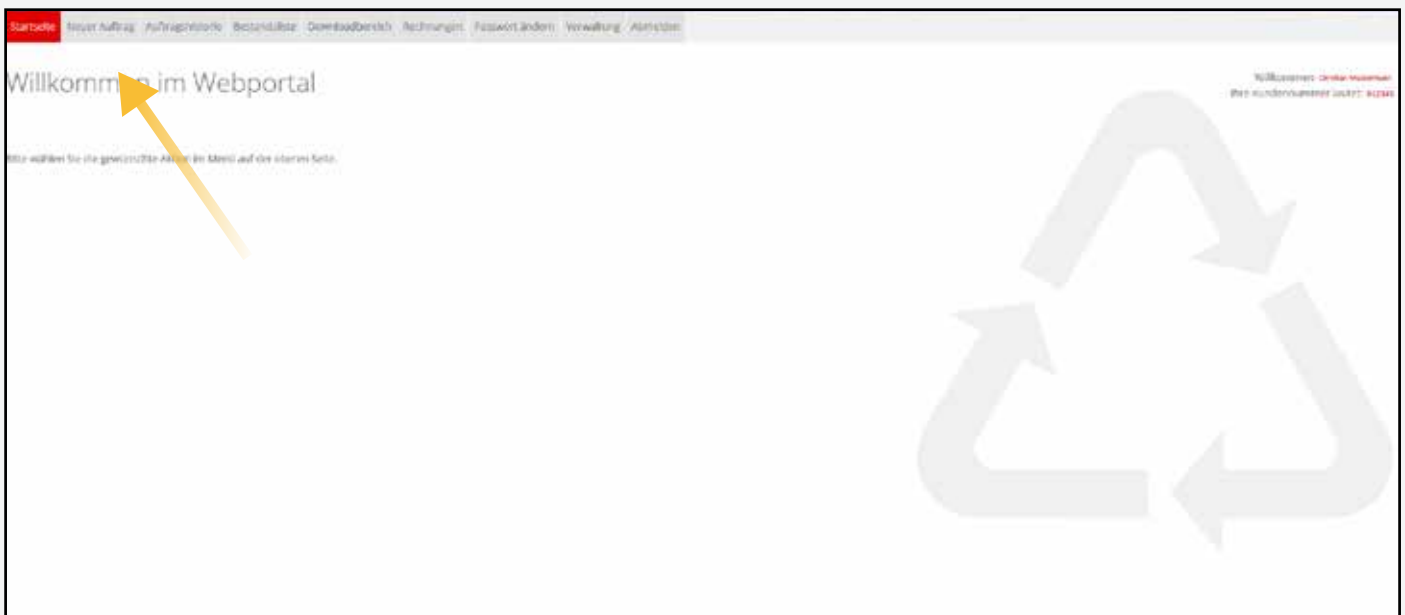 Startseite Neuer Auftrag Auftragshistorie Bestandsliste Downloadbereich Rechnungen Passwort ändern Verwaltung Abmelden
Willkommen im Webportal
Willkommen
Ihre Kundennummer lautet:
Bitte wählen Sie die gewünschte Aktion im Menü auf der oberen Seite.